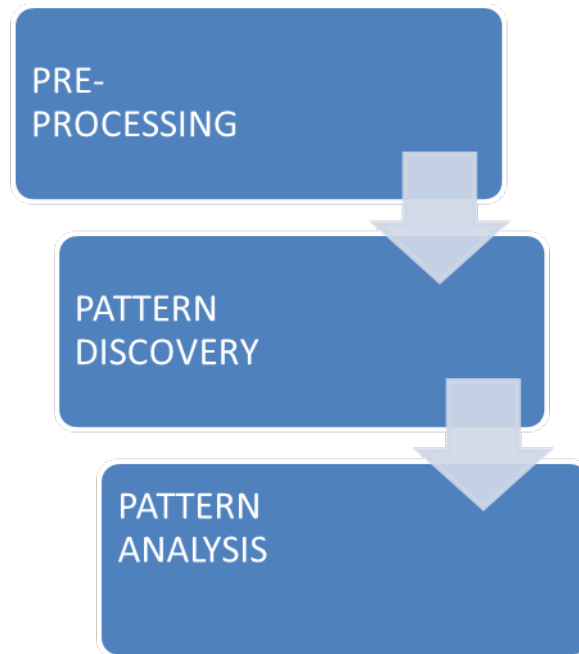 PRE-
PROCESSING
PATTERN
DISCOVERY
PATTERN
ANALYSIS